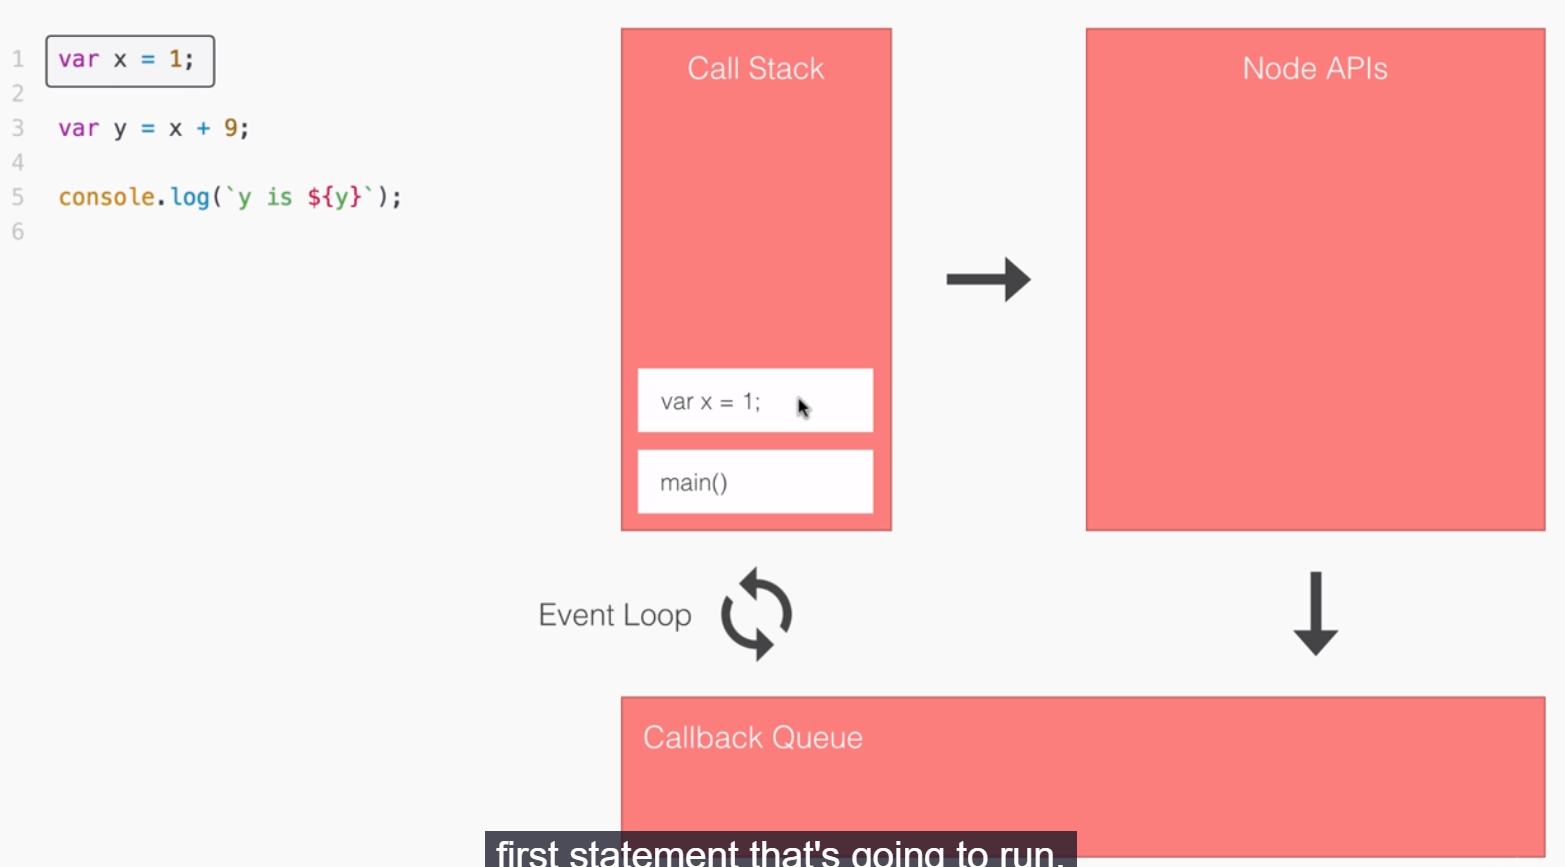 1 var x = 1;
2
3 var y = x + 9;
4
5 console.log(`y is ${y}`);
6
Call Stack
var x = 1;
main()
Node APIs
Event Loop
Callback Queue
first statement that's going to run,